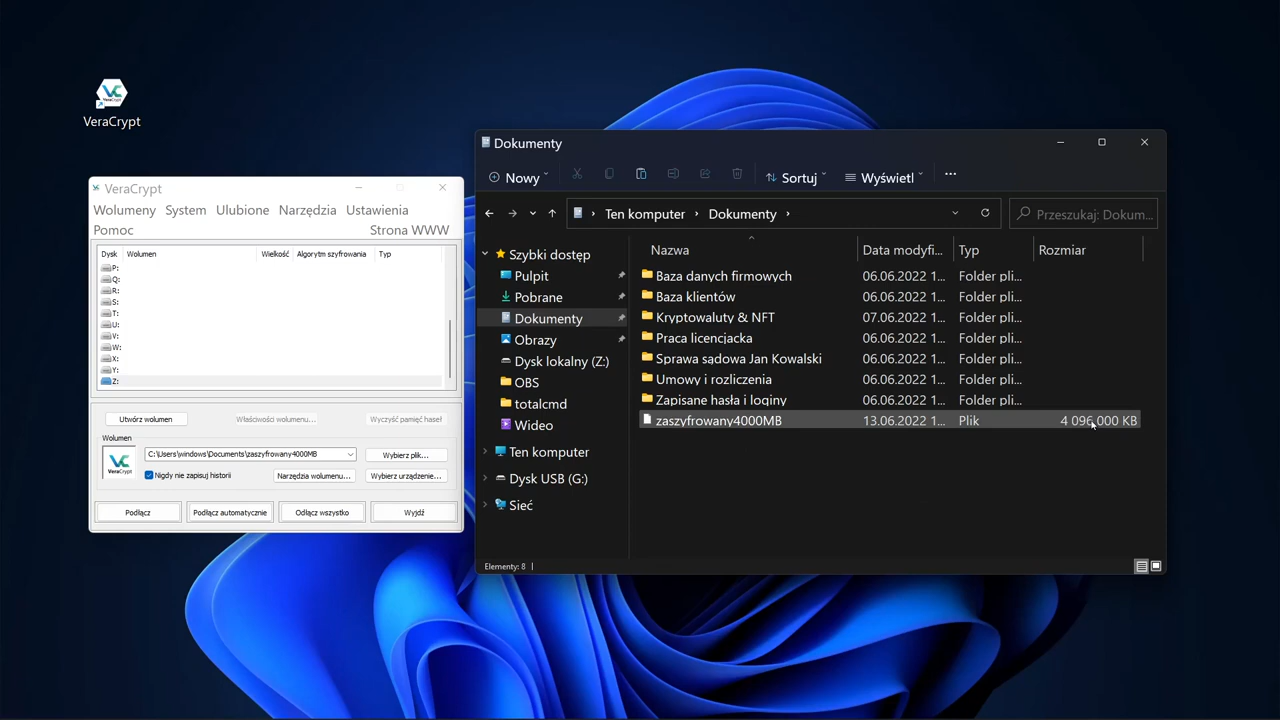 VeraCrypt
VeraCrypt
Wolumeny System Ulubione Narzędzia Ustawienia
Pomoc Strona WWW
Dysk Wolumen Wielkość Algorytm szyfrowania Typ
P:
Q:
R:
S:
T:
U:
V:
W:
X:
Y:
Z:
Utwórz wolumen Właściwości wolumenu... Wyczyść pamięć haseł
Wolumen
VeraCrypt
C:\Users\windows\Documents\zaszyfrowany4000MB Wybierz plik...
Nigdy nie zapisuj historii Narzędzia wolumenu... Wybierz urządzenie...
Podłącz Podłącz automatycznie Odłącz wszystko Wyjdź
Dokumenty
Nowy Sortuj Wyświetl ...
Ten komputer > Dokumenty > Przeszukaj: Dokum...
Nazwa Data modyfi... Typ Rozmiar
Szybki dostęp
Pulpit
Pobrane
Dokumenty
Obrazy
Dysk lokalny (Z:)
OBS
totalcmd
Wideo
Ten komputer
Dysk USB (G:)
Sieć
Baza danych firmowych 06.06.2022 1... Folder pli...
Baza klientów 06.06.2022 1... Folder pli...
Kryptowaluty & NFT 07.06.2022 1... Folder pli...
Praca licencjacka 06.06.2022 1... Folder pli...
Sprawa sądowa Jan Kowalski 06.06.2022 1... Folder pli...
Umowy i rozliczenia 06.06.2022 1... Folder pli...
Zapisane hasła i loginy 06.06.2022 1... Folder pli...
zaszyfrowany4000MB 13.06.2022 1... Plik 4 096 000 KB
Elementy: 8